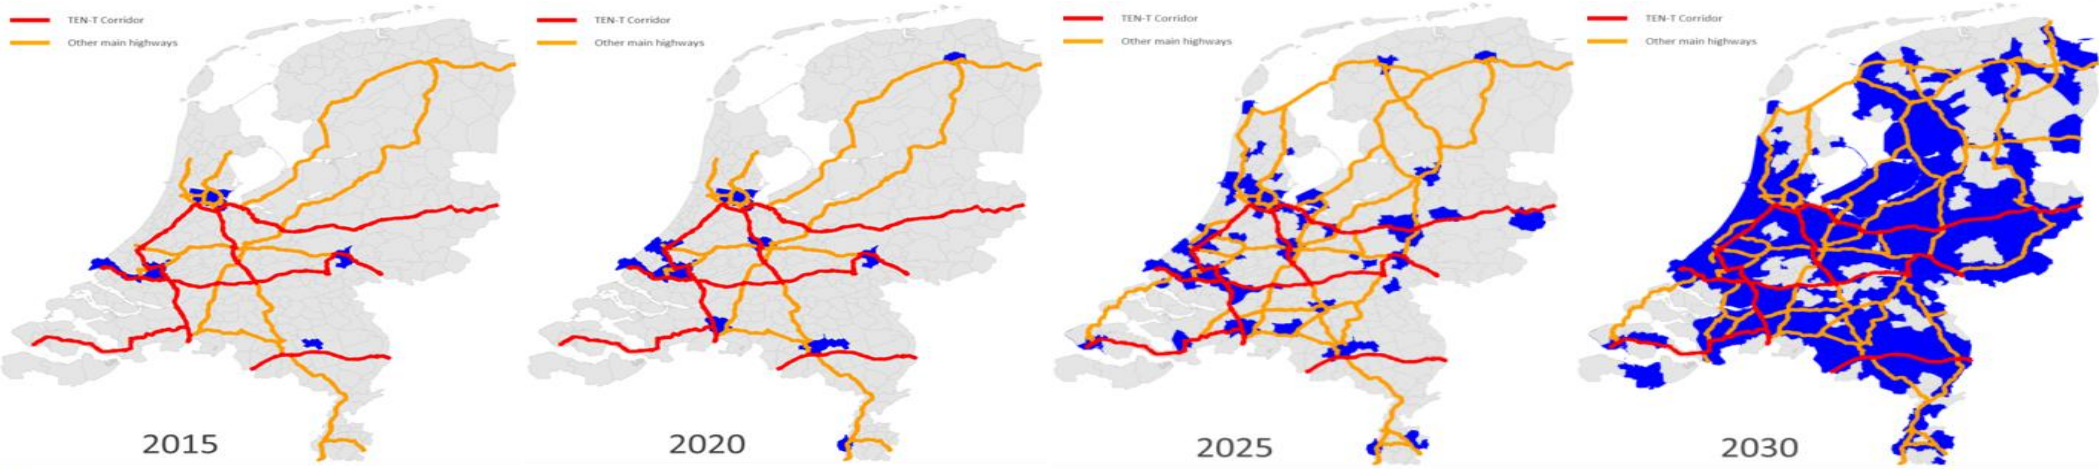 TEN-T Corridor
Other main highways
2015
TEN-T Corridor
Other main highways
2020
TEN-T Corridor
Other main highways
2025
TEN-T Corridor
Other main highways
2030